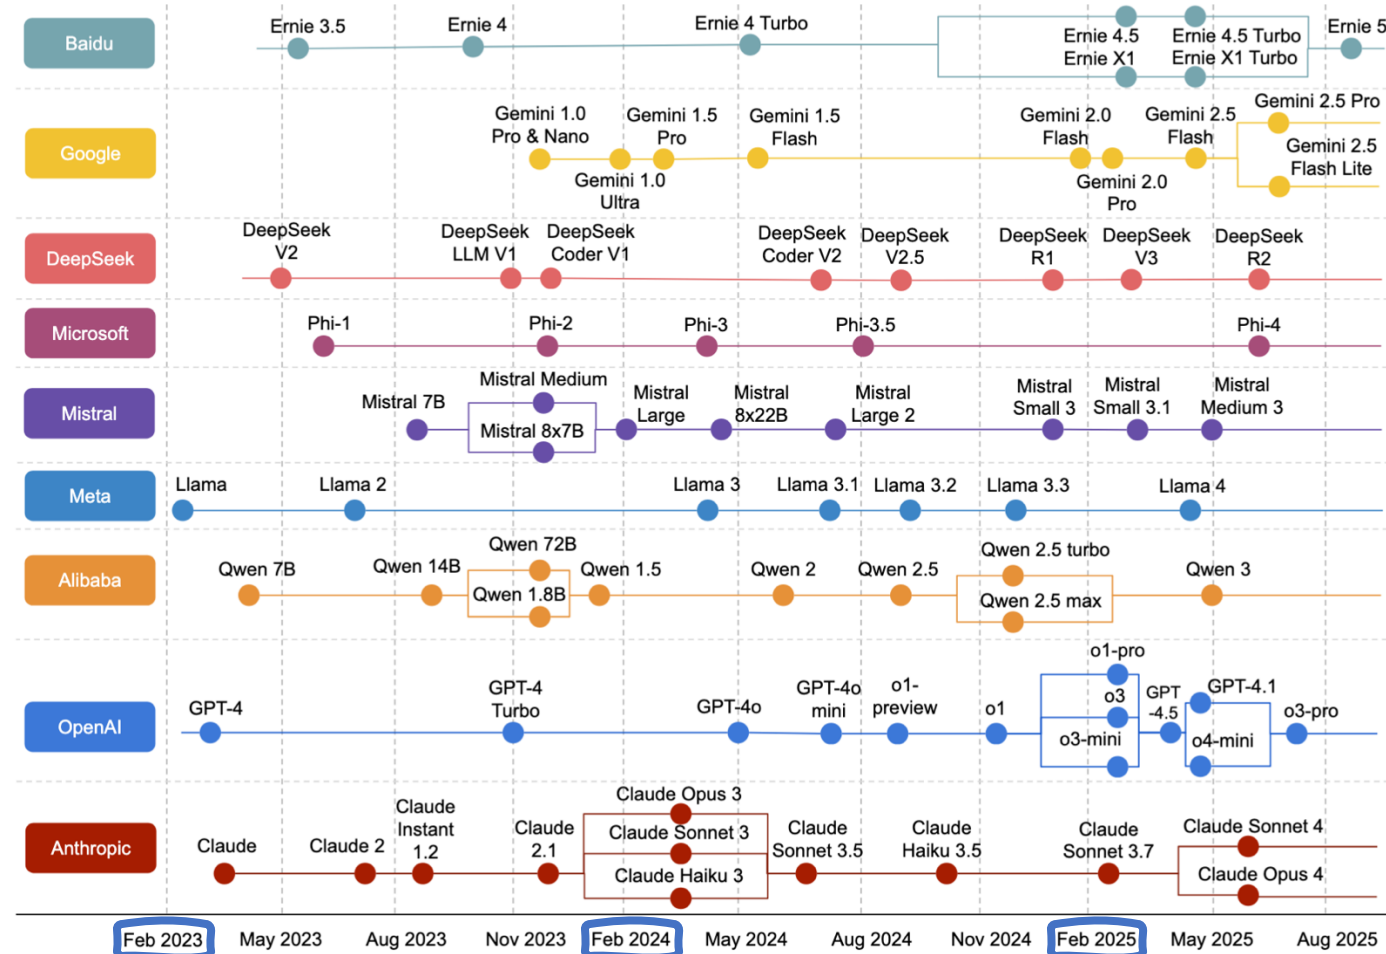 Baidu
Ernie 3.5
Ernie 4
Ernie 4 Turbo
Ernie 4.5
Ernie X1
Ernie 4.5 Turbo
Ernie X1 Turbo
Ernie 5
Google
Gemini 1.0
Pro & Nano
Gemini 1.0
Ultra
Gemini 1.5
Pro
Gemini 1.5
Flash
Gemini 2.0
Flash
Gemini 2.0
Pro
Gemini 2.5
Flash
Gemini 2.5 Pro
Gemini 2.5
Flash Lite
DeepSeek
DeepSeek
V2
DeepSeek
LLM V1
DeepSeek
Coder V1
DeepSeek
Coder V2
DeepSeek
V2.5
DeepSeek
R1
DeepSeek
V3
DeepSeek
R2
Microsoft
Phi-1
Phi-2
Phi-3
Phi-3.5
Phi-4
Mistral
Mistral 7B
Mistral Medium
Mistral 8x7B
Mistral
Large
Mistral
8x22B
Mistral
Large 2
Mistral
Small 3
Mistral
Small 3.1
Mistral
Medium 3
Meta
Llama
Llama 2
Llama 3
Llama 3.1
Llama 3.2
Llama 3.3
Llama 4
Alibaba
Qwen 7B
Qwen 14B
Qwen 72B
Qwen 1.8B
Qwen 1.5
Qwen 2
Qwen 2.5
Qwen 2.5 turbo
Qwen 2.5 max
Qwen 3
OpenAI
GPT-4
GPT-4
Turbo
GPT-4o
GPT-4o
mini
o1-
preview
o1
o1-pro
o3
o3-mini
GPT
-4.5
GPT-4.1
o4-mini
o3-pro
Anthropic
Claude
Claude 2
Claude
Instant
1.2
Claude
2.1
Claude Opus 3
Claude Sonnet 3
Claude Haiku 3
Claude
Sonnet 3.5
Claude
Haiku 3.5
Claude
Sonnet 3.7
Claude Sonnet 4
Claude Opus 4
Feb 2023
May 2023
Aug 2023
Nov 2023
Feb 2024
May 2024
Aug 2024
Nov 2024
Feb 2025
May 2025
Aug 2025